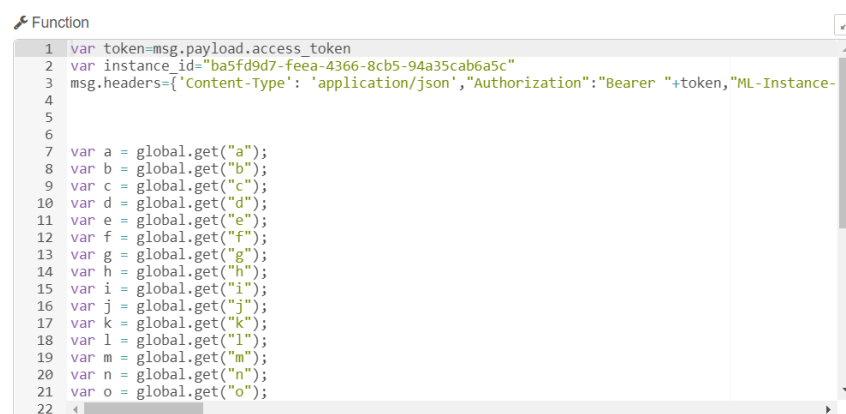 Function
1 var token=msg.payload.access_token
2 var instance_id="ba5fd9d7-feea-4366-8cb5-94a35cab6a5c"
3 msg.headers={'Content-Type': 'application/json',"Authorization":"Bearer "+token,"ML-Instance-
4
5
6
7 var a = global.get("a");
8 var b = global.get("b");
9 var c = global.get("c");
10 var d = global.get("d");
11 var e = global.get("e");
12 var f = global.get("f");
13 var g = global.get("g");
14 var h = global.get("h");
15 var i = global.get("i");
16 var j = global.get("j");
17 var k = global.get("k");
18 var l = global.get("l");
19 var m = global.get("m");
20 var n = global.get("n");
21 var o = global.get("o");
22